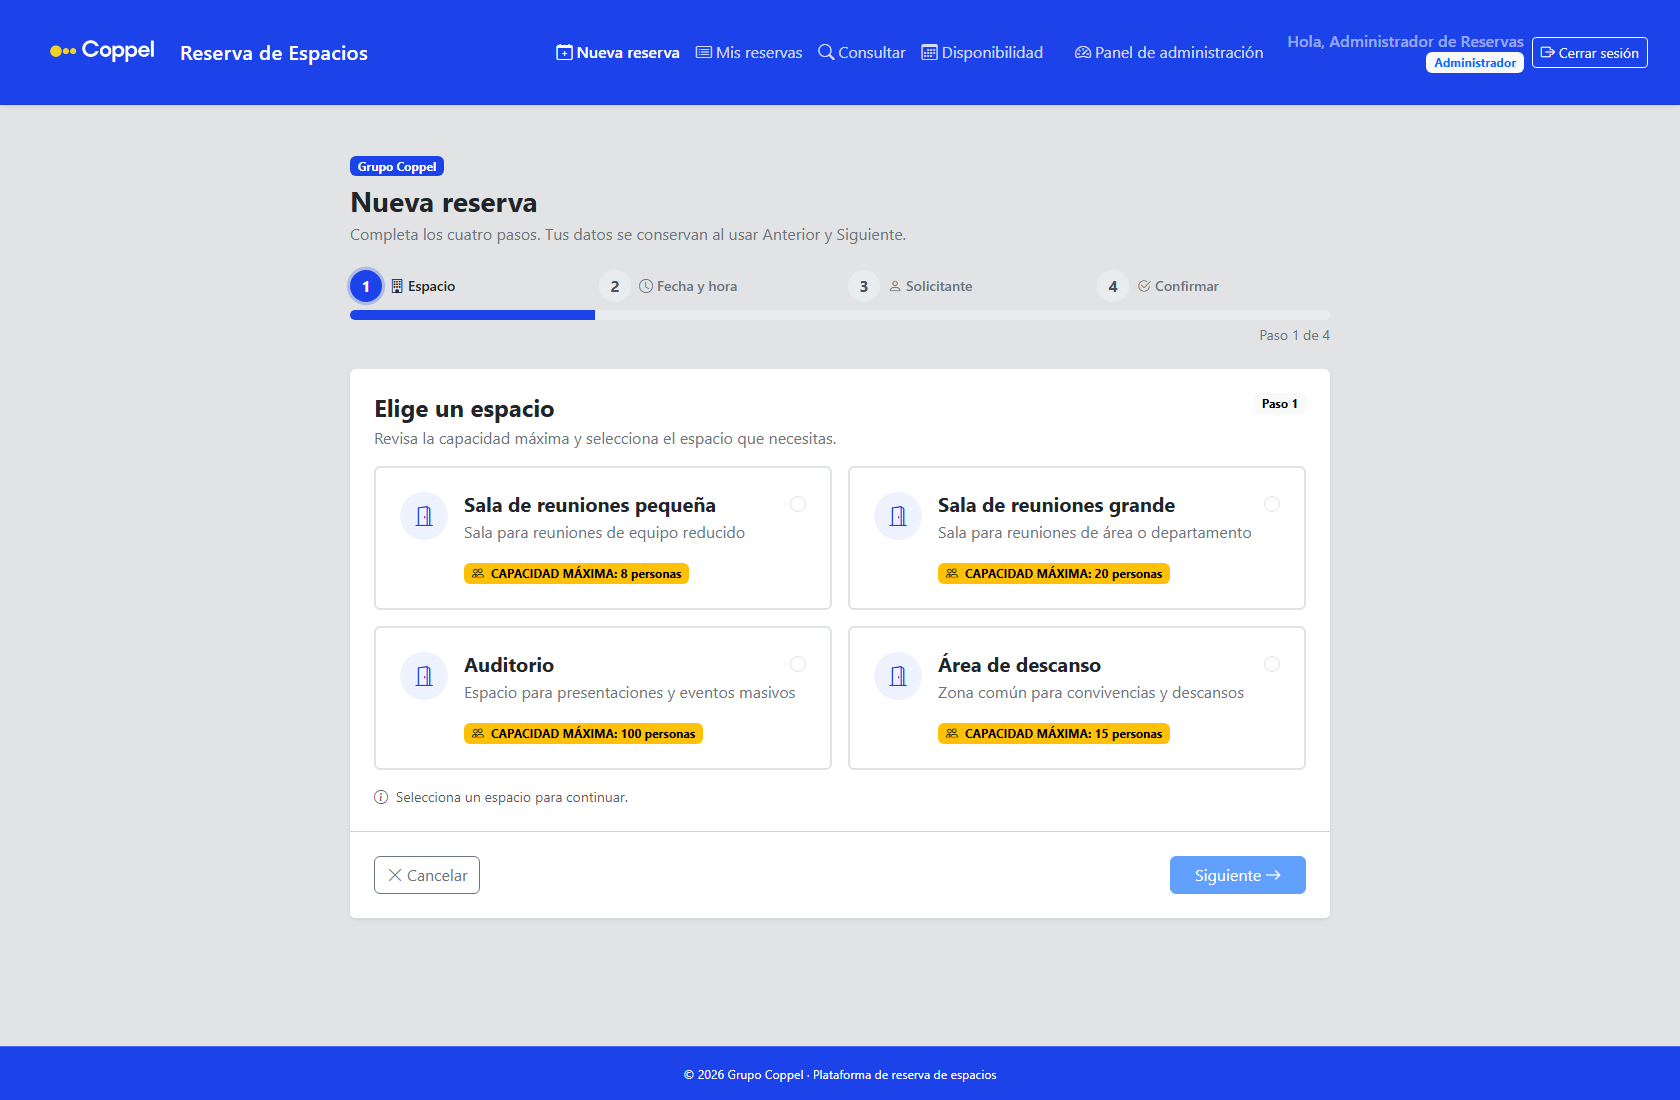 Coppel
Reserva de Espacios
Nueva reserva
Mis reservas
Consultar
Disponibilidad
Panel de administración
Hola, Administrador de Reservas
Administrador
Cerrar sesión
Grupo Coppel
Nueva reserva
Completa los cuatro pasos. Tus datos se conservan al usar Anterior y Siguiente.
1 Espacio
2 Fecha y hora
3 Solicitante
4 Confirmar
Paso 1 de 4
Elige un espacio
Paso 1
Revisa la capacidad máxima y selecciona el espacio que necesitas.
Sala de reuniones pequeña
Sala para reuniones de equipo reducido
CAPACIDAD MÁXIMA: 8 personas
Sala de reuniones grande
Sala para reuniones de área o departamento
CAPACIDAD MÁXIMA: 20 personas
Auditorio
Espacio para presentaciones y eventos masivos
CAPACIDAD MÁXIMA: 100 personas
Área de descanso
Zona común para convivencias y descansos
CAPACIDAD MÁXIMA: 15 personas
Selecciona un espacio para continuar.
Cancelar
Siguiente
© 2026 Grupo Coppel · Plataforma de reserva de espacios